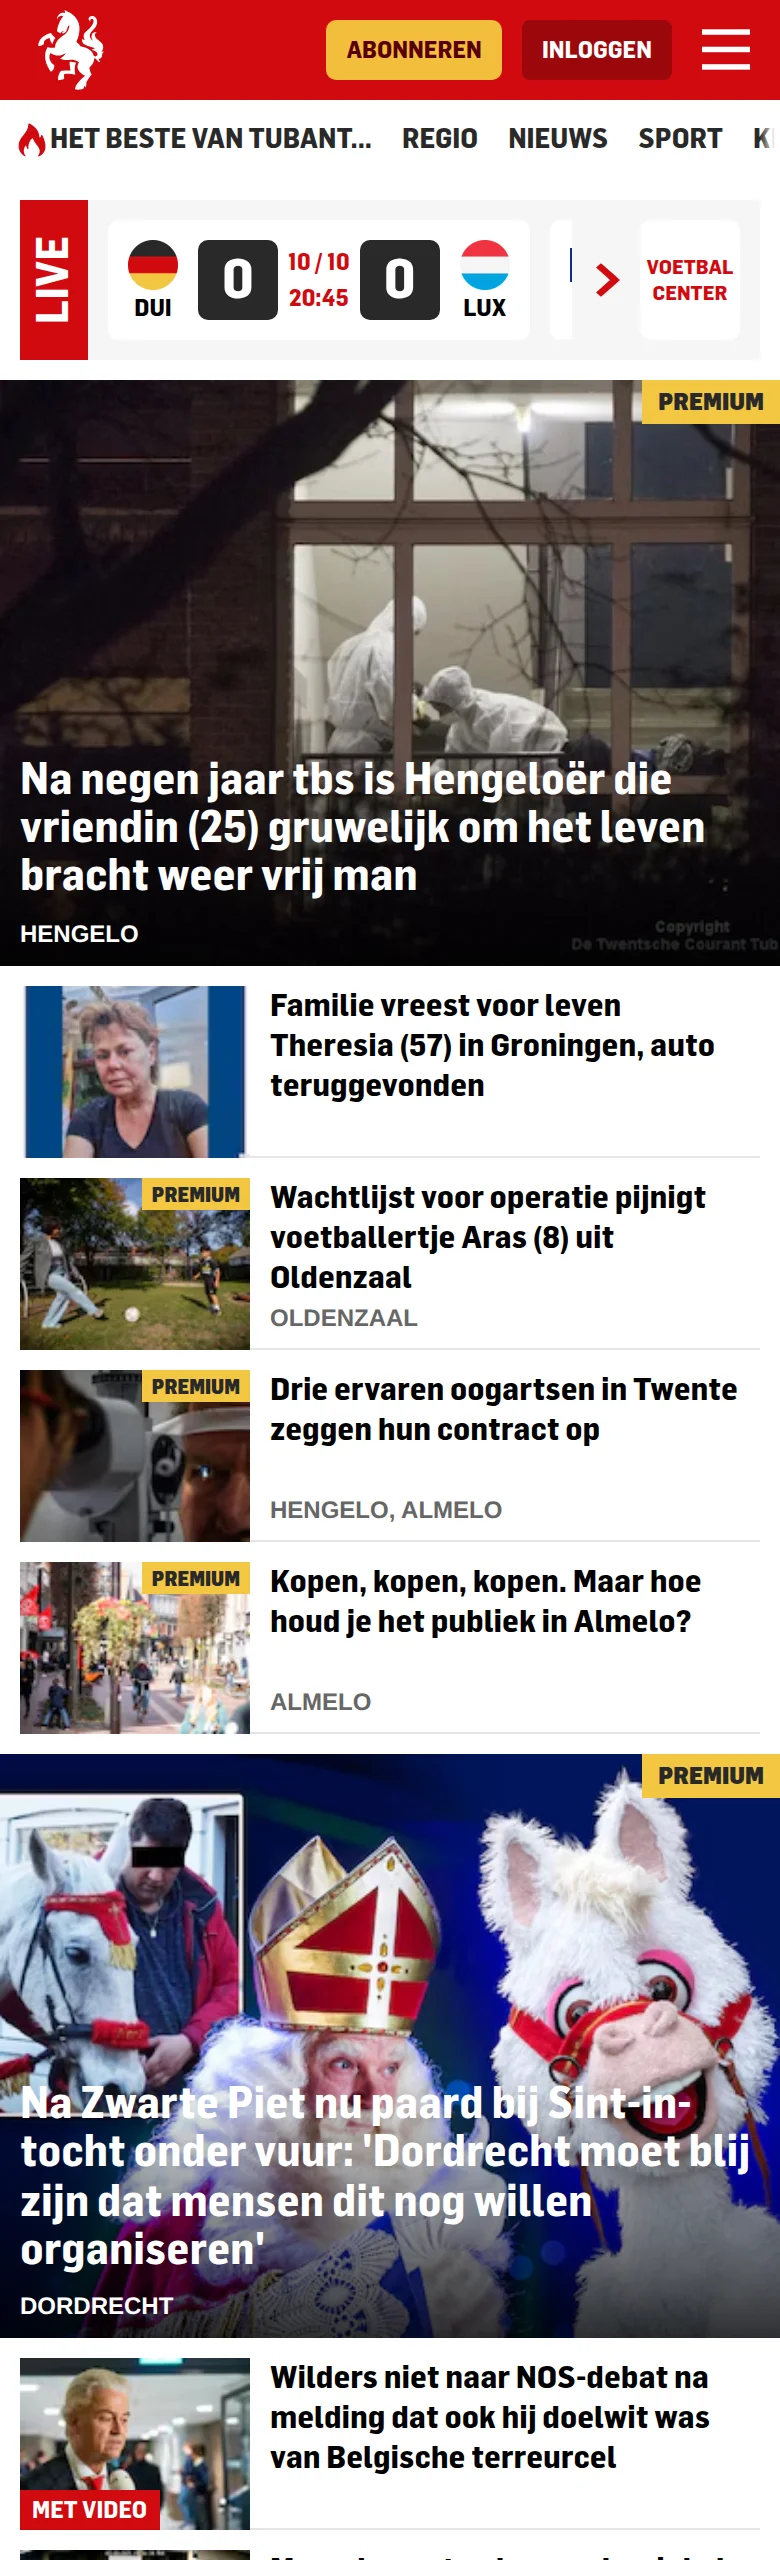 ABONNEREN
INLOGGEN
HET BESTE VAN TUBANT...
REGIO
NIEUWS
SPORT
LIVE
DUI
0
10 / 10
20:45
0
LUX
VOETBAL
CENTER
PREMIUM
Na negen jaar tbs is Hengeloër die
vriendin (25) gruwelijk om het leven
bracht weer vrij man
HENGELO
Copyright
De Twentsche Courant Tub
Familie vreest voor leven
Theresia (57) in Groningen, auto
teruggevonden
PREMIUM
Wachtlijst voor operatie pijnigt
voetballertje Aras (8) uit
Oldenzaal
OLDENZAAL
PREMIUM
Drie ervaren oogartsen in Twente
zeggen hun contract op
HENGELO, ALMELO
PREMIUM
Kopen, kopen, kopen. Maar hoe
houd je het publiek in Almelo?
ALMELO
PREMIUM
Na Zwarte Piet nu paard bij Sint-in-
tocht onder vuur: 'Dordrecht moet blij
zijn dat mensen dit nog willen
organiseren'
DORDRECHT
Wilders niet naar NOS-debat na
melding dat ook hij doelwit was
van Belgische terreurcel
MET VIDEO